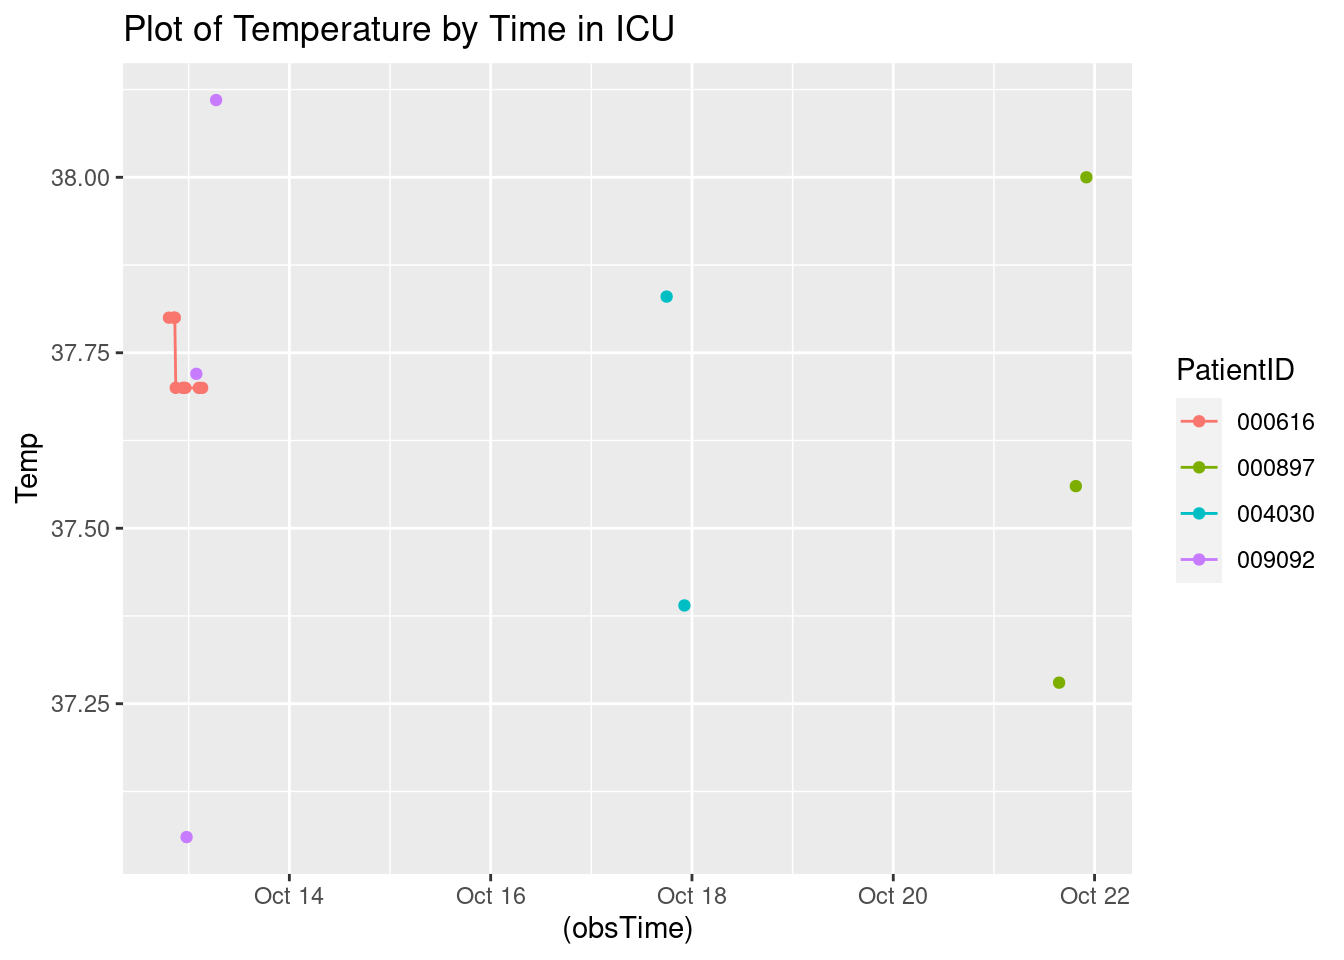 Plot of Temperature by Time in ICU
38.00
37.75
37.50
37.25
Temp
Oct 14
Oct 16
Oct 18
Oct 20
Oct 22
(obsTime)
PatientID
000616
000897
004030
009092